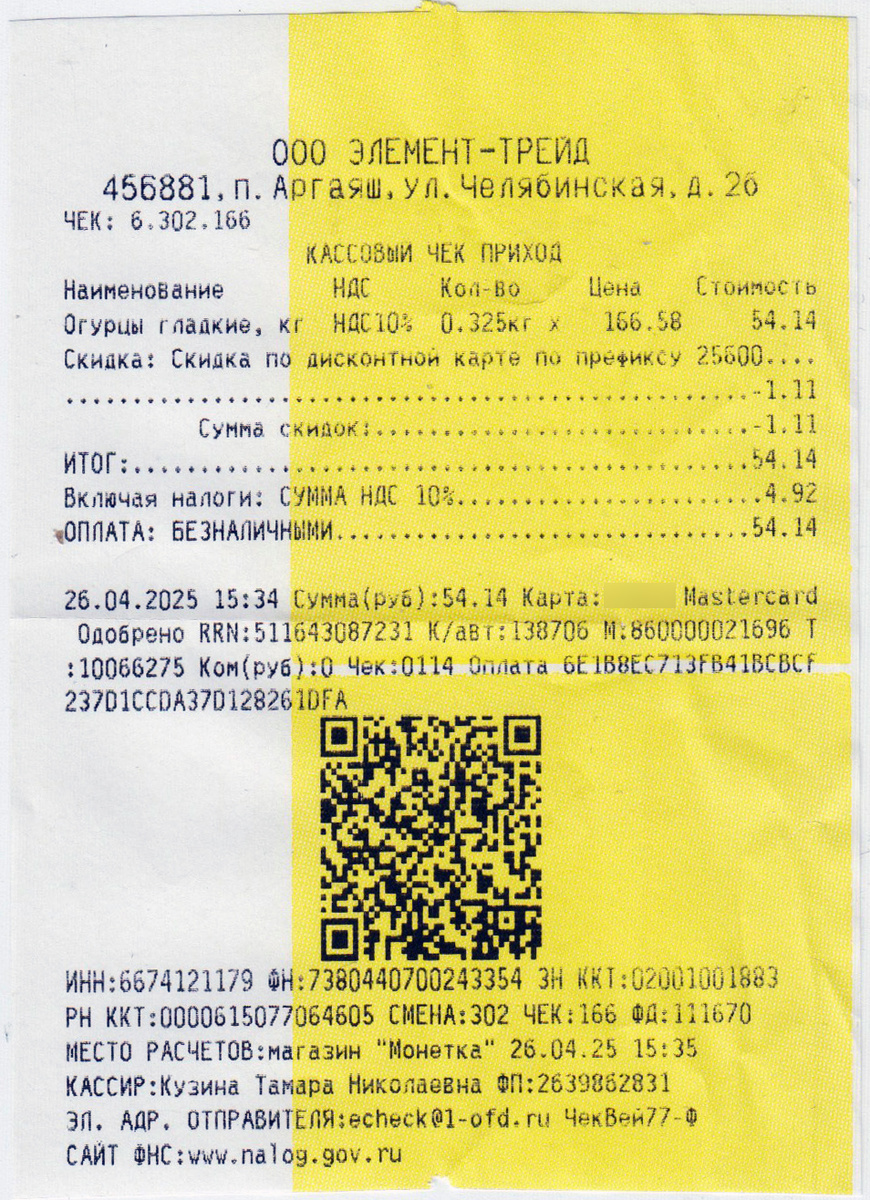 ООО ЭЛЕМЕНТ-ТРЕЙД
456881,п.Аргаяш,ул.Челябинская,д.2б
ЧЕК: 6.302.166
КАССОВЫЙ ЧЕК ПРИХОД
Наименование НДС Кол-во Цена Стоимость
Огурцы гладкие, кг НДС10% 0.325кг х 166.58 54.14
Скидка: Скидка по дисконтной карте по префиксу 25600....
...................................................-1.11
Сумма скидок:............................-1.11
ИТОГ:..............................................54.14
Включая налоги: СУММА НДС 10%.......................4.92
ОПЛАТА: БЕЗНАЛИЧНЫМИ...............................54.14
26.04.2025 15:34 Сумма(руб):54.14 Карта: Mastercard
Одобрено RRN:511643087231 К/авт:138706 М:860000021696 Т
:10066275 Ком(руб):0 Чек:0114 Оплата 6E1B8EC713FB41BCBCF
237D1CCDA37D128261DFA
ИНН:6674121179 ФН:7380440700243354 ЗН ККТ:02001001883
РН ККТ:0000615077064605 СМЕНА:302 ЧЕК:166 ФД:111670
МЕСТО РАСЧЕТОВ:магазин "Монетка" 26.04.25 15:35
КАССИР:Кузина Тамара Николаевна ФП:2639862831
ЭЛ. АДР. ОТПРАВИТЕЛЯ:echeck@1-ofd.ru ЧекВей77-Ф
САЙТ ФНС:www.nalog.gov.ru